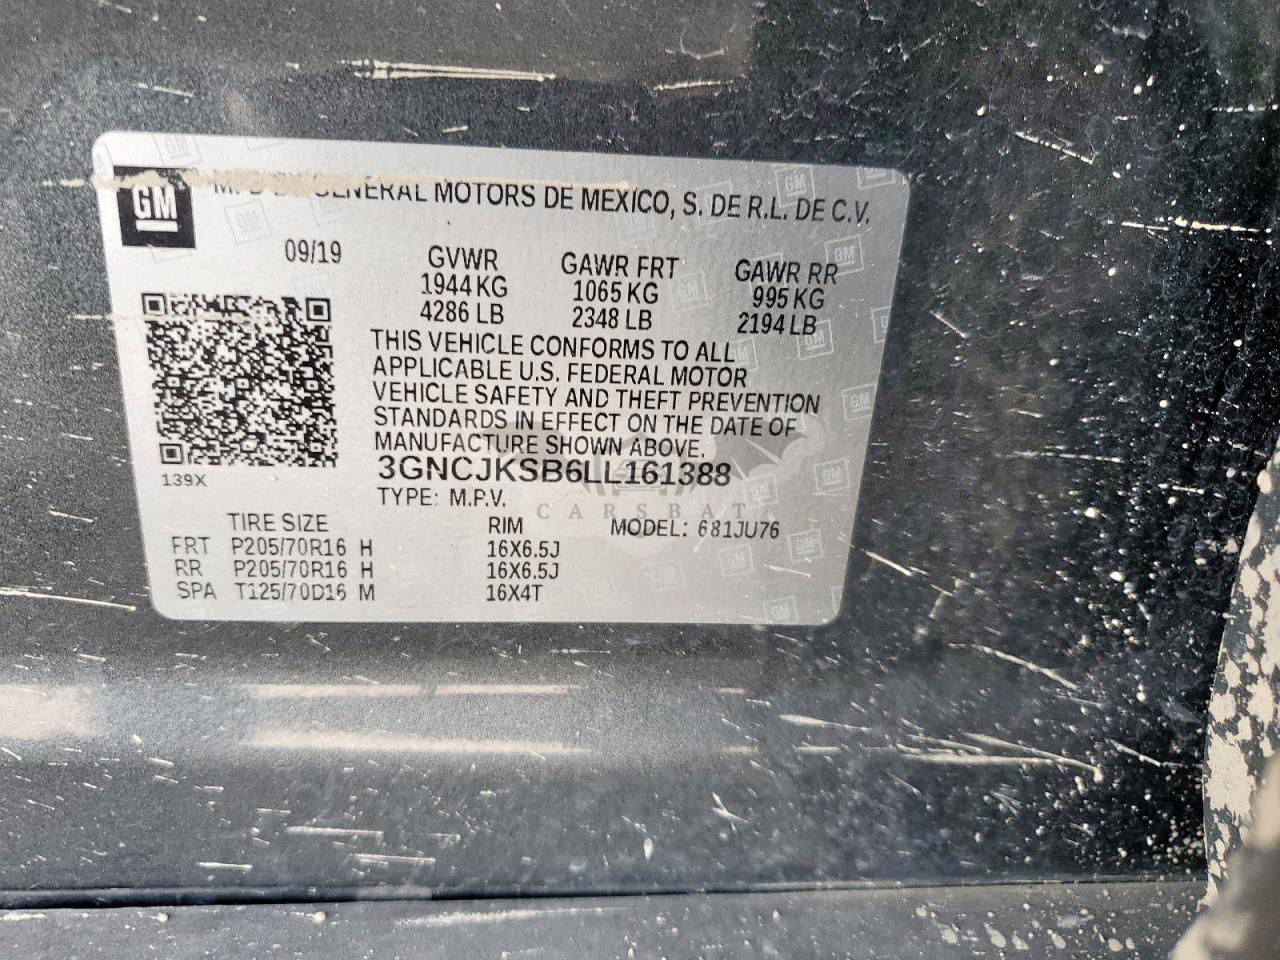 GM
MFD BY GENERAL MOTORS DE MEXICO, S. DE R.L. DE C.V.
09/19
GVWR GAWR FRT GAWR RR
1944 KG 1065 KG 995 KG
4286 LB 2348 LB 2194 LB
THIS VEHICLE CONFORMS TO ALL
APPLICABLE U.S. FEDERAL MOTOR
VEHICLE SAFETY AND THEFT PREVENTION
STANDARDS IN EFFECT ON THE DATE OF
MANUFACTURE SHOWN ABOVE.
3GNCJKSB6LL161388
139X
TYPE: M.P.V.
CARSBAT
TIRE SIZE RIM MODEL: 681JU76
FRT P205/70R16 H 16X6.5J
RR P205/70R16 H 16X6.5J
SPA T125/70D16 M 16X4T